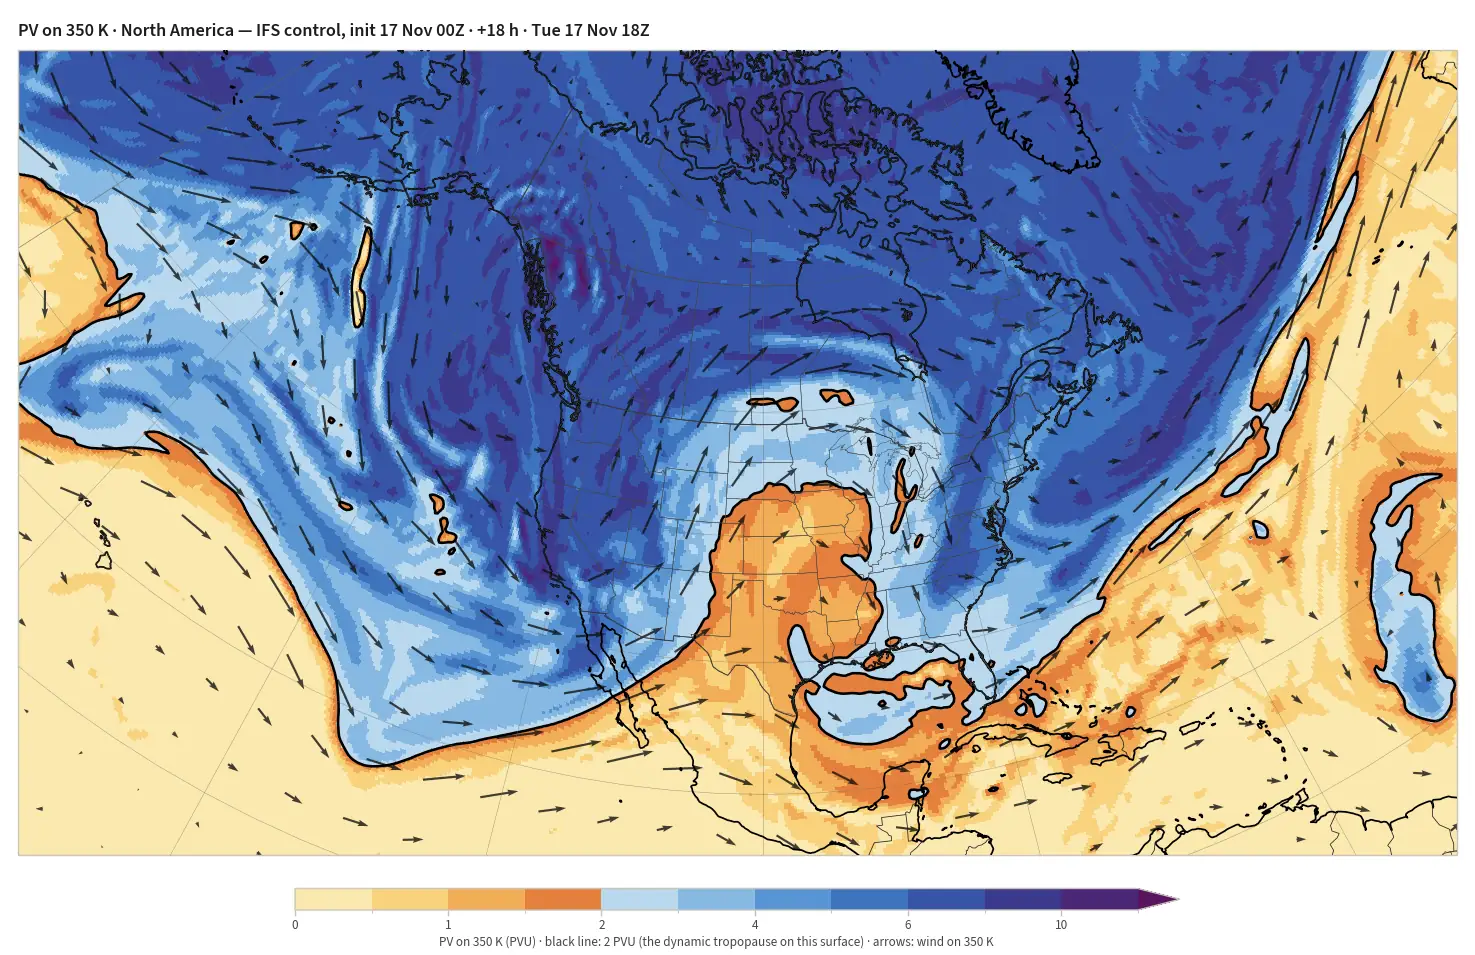 PV on 350 K · North America — IFS control, init 17 Nov 00Z · +18 h · Tue 17 Nov 18Z
0 1 2 4 6 10
PV on 350 K (PVU) · black line: 2 PVU (the dynamic tropopause on this surface) · arrows: wind on 350 K